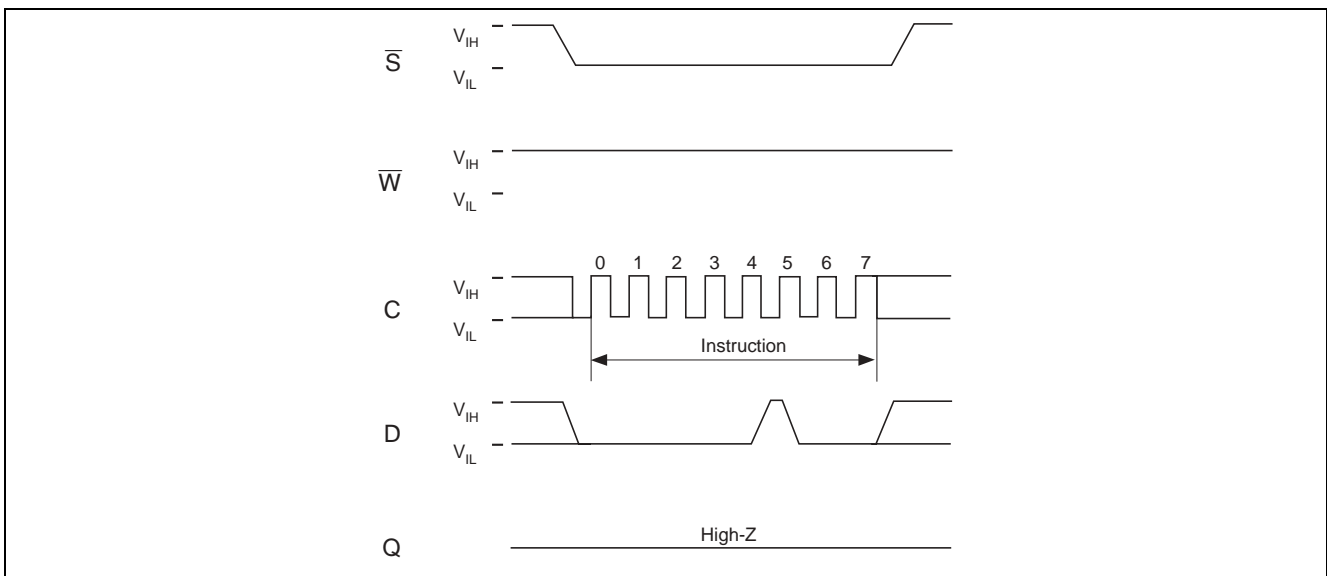 S̅
V_IH
V_IL
W̅
V_IH
V_IL
C
V_IH
V_IL
0 1 2 3 4 5 6 7
Instruction
D
V_IH
V_IL
Q
High-Z